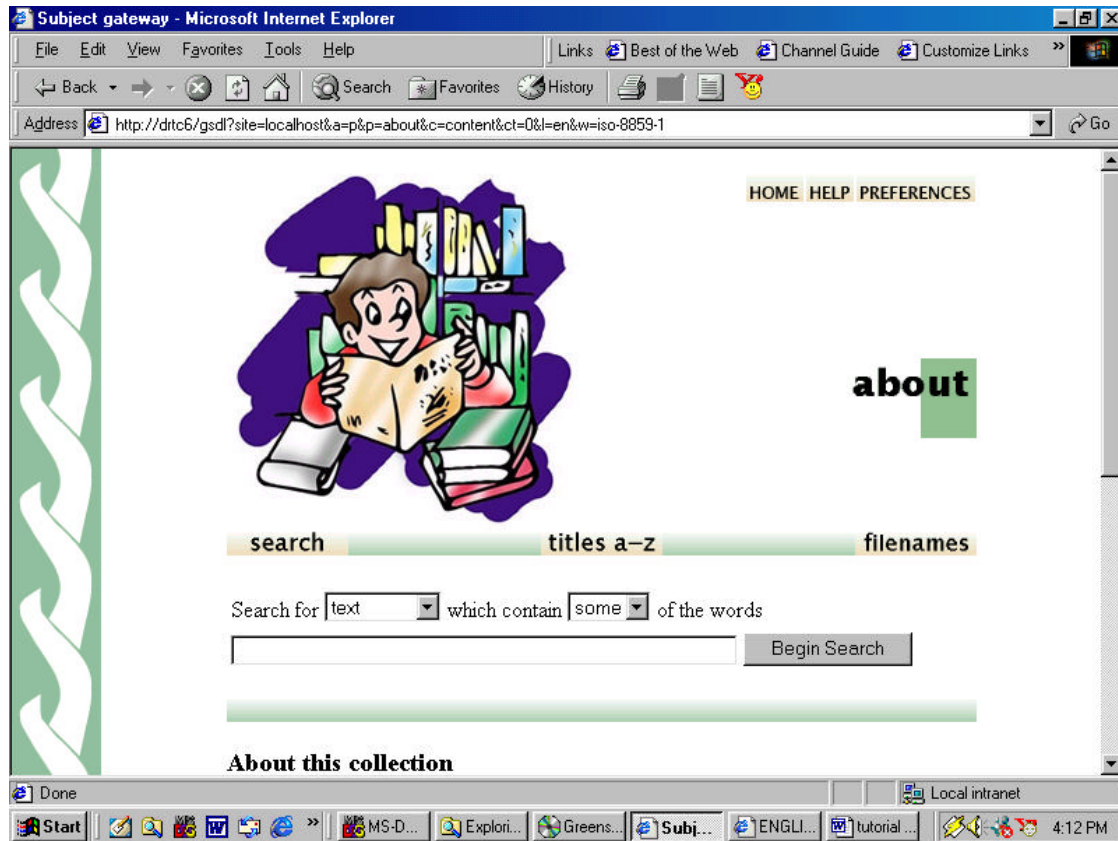 Subject gateway - Microsoft Internet Explorer
File Edit View Favorites Tools Help Links Best of the Web Channel Guide Customize Links »
Back Search Favorites History
Address http://drtc6/gsdl?site=localhost&a=p&p=about&c=content&ct=0&l=en&w=iso-8859-1 Go
HOME HELP PREFERENCES
about
search titles a–z filenames
Search for text which contain some of the words
Begin Search
About this collection
Done Local intranet
Start » MS-D... Explori... Greens... Subj... ENGLI... tutorial ... 4:12 PM